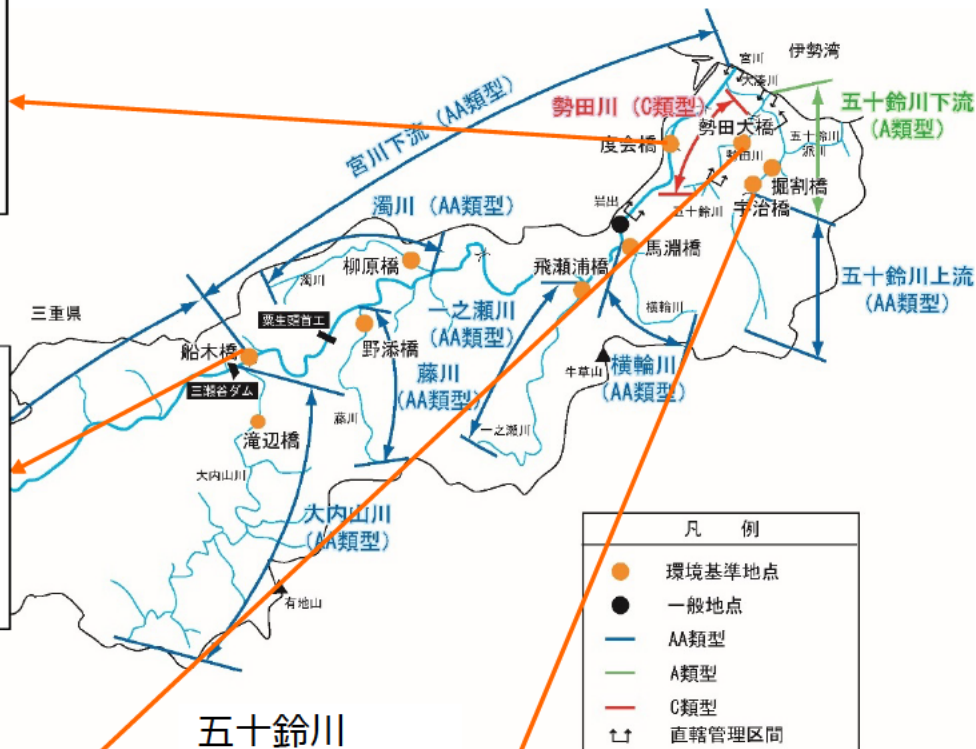 宮川
伊勢湾
大湊川
宮川下流（AA類型）
勢田川（C類型）
五十鈴川下流
（A類型）
度会橋
勢田大橋
勢田川
五十鈴川
派川
掘割橋
宇治橋
濁川（AA類型）
岩出
五十鈴川
馬淵橋
柳原橋
飛瀬浦橋
五十鈴川上流
（AA類型）
濁川
三重県
粟生頭首工
一之瀬川
（AA類型）
横輪川
船木橋
野添橋
牛草山
横輪川
（AA類型）
三瀬谷ダム
藤川
（AA類型）
藤川
一之瀬川
滝辺橋
大内山川
大内山川
（AA類型）
有地山
凡　例
環境基準地点
一般地点
AA類型
A類型
C類型
直轄管理区間
五十鈴川